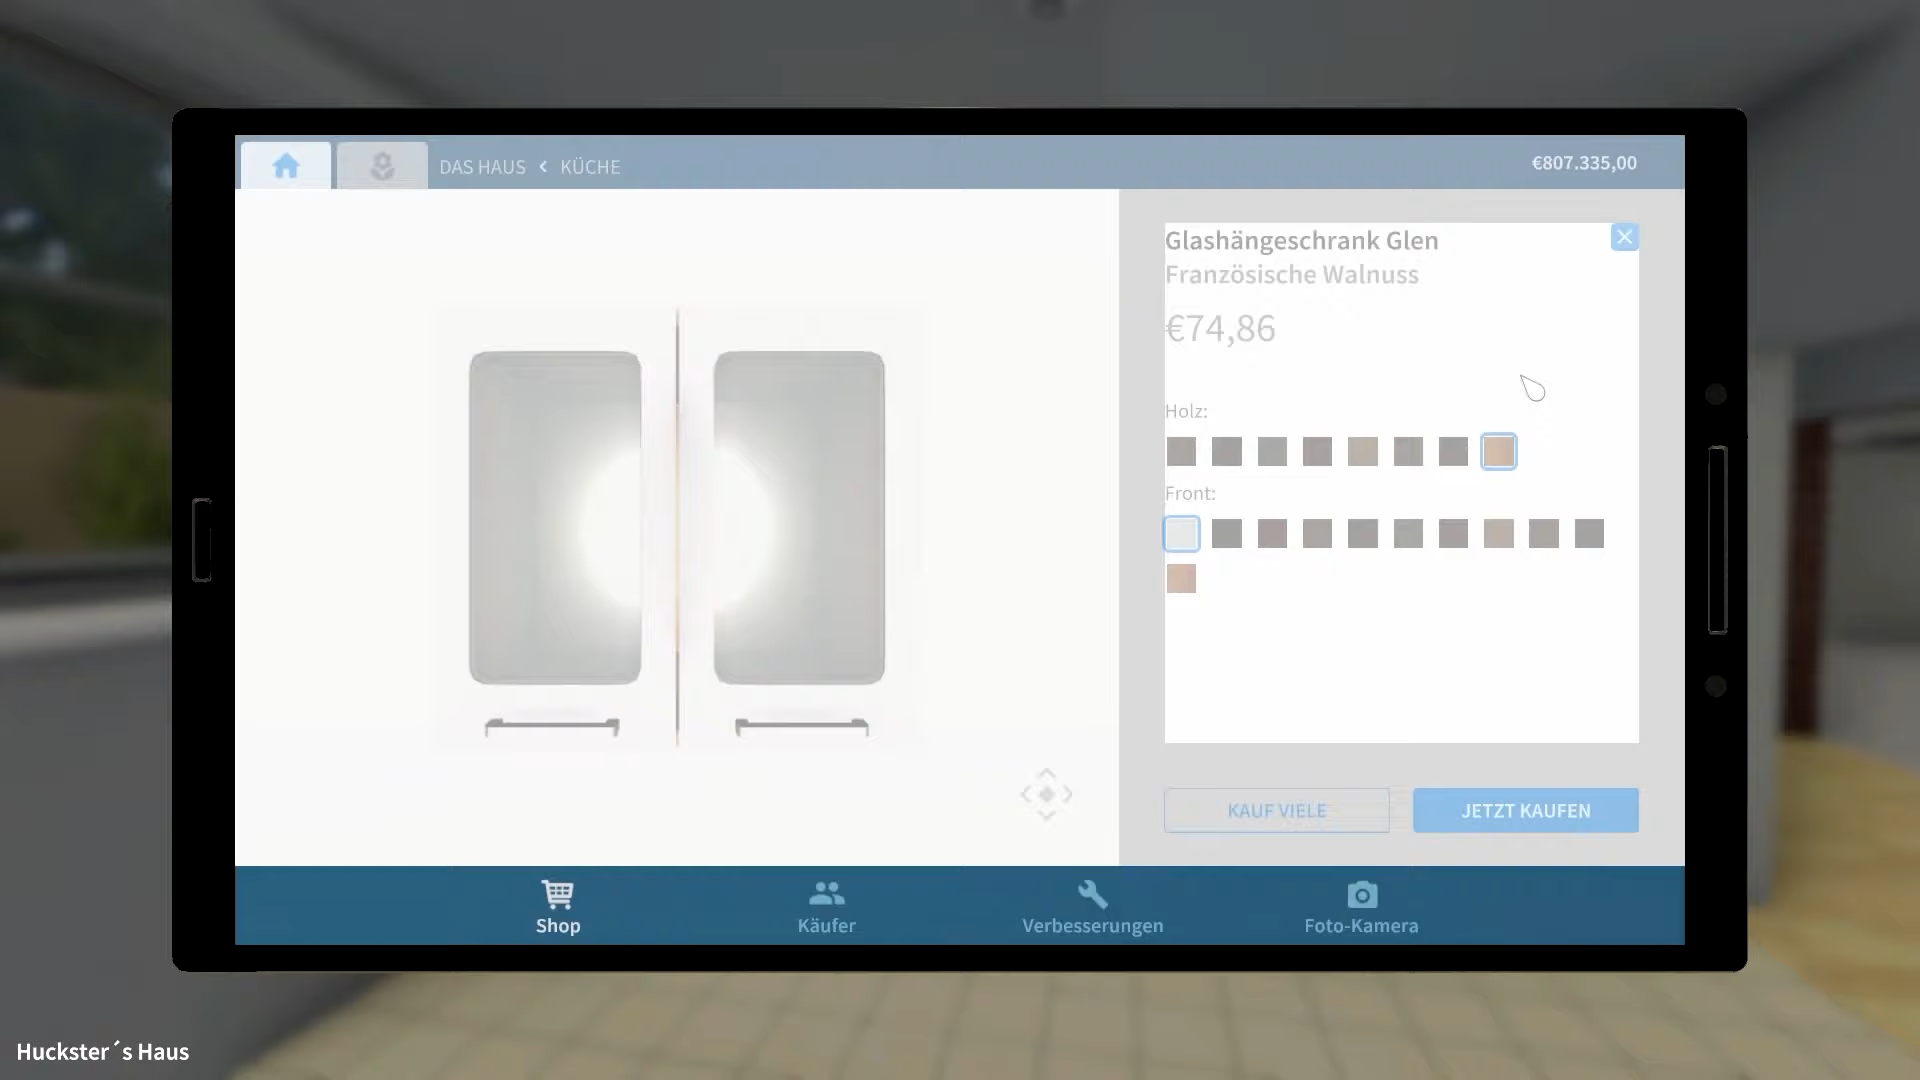 DAS HAUS
KÜCHE
€807.335,00
Glashängeschrank Glen
Französische Walnuss
€74,86
Holz:
Front:
KAUF VIELE
JETZT KAUFEN
Shop
Käufer
Verbesserungen
Foto-Kamera
Huckster´s Haus